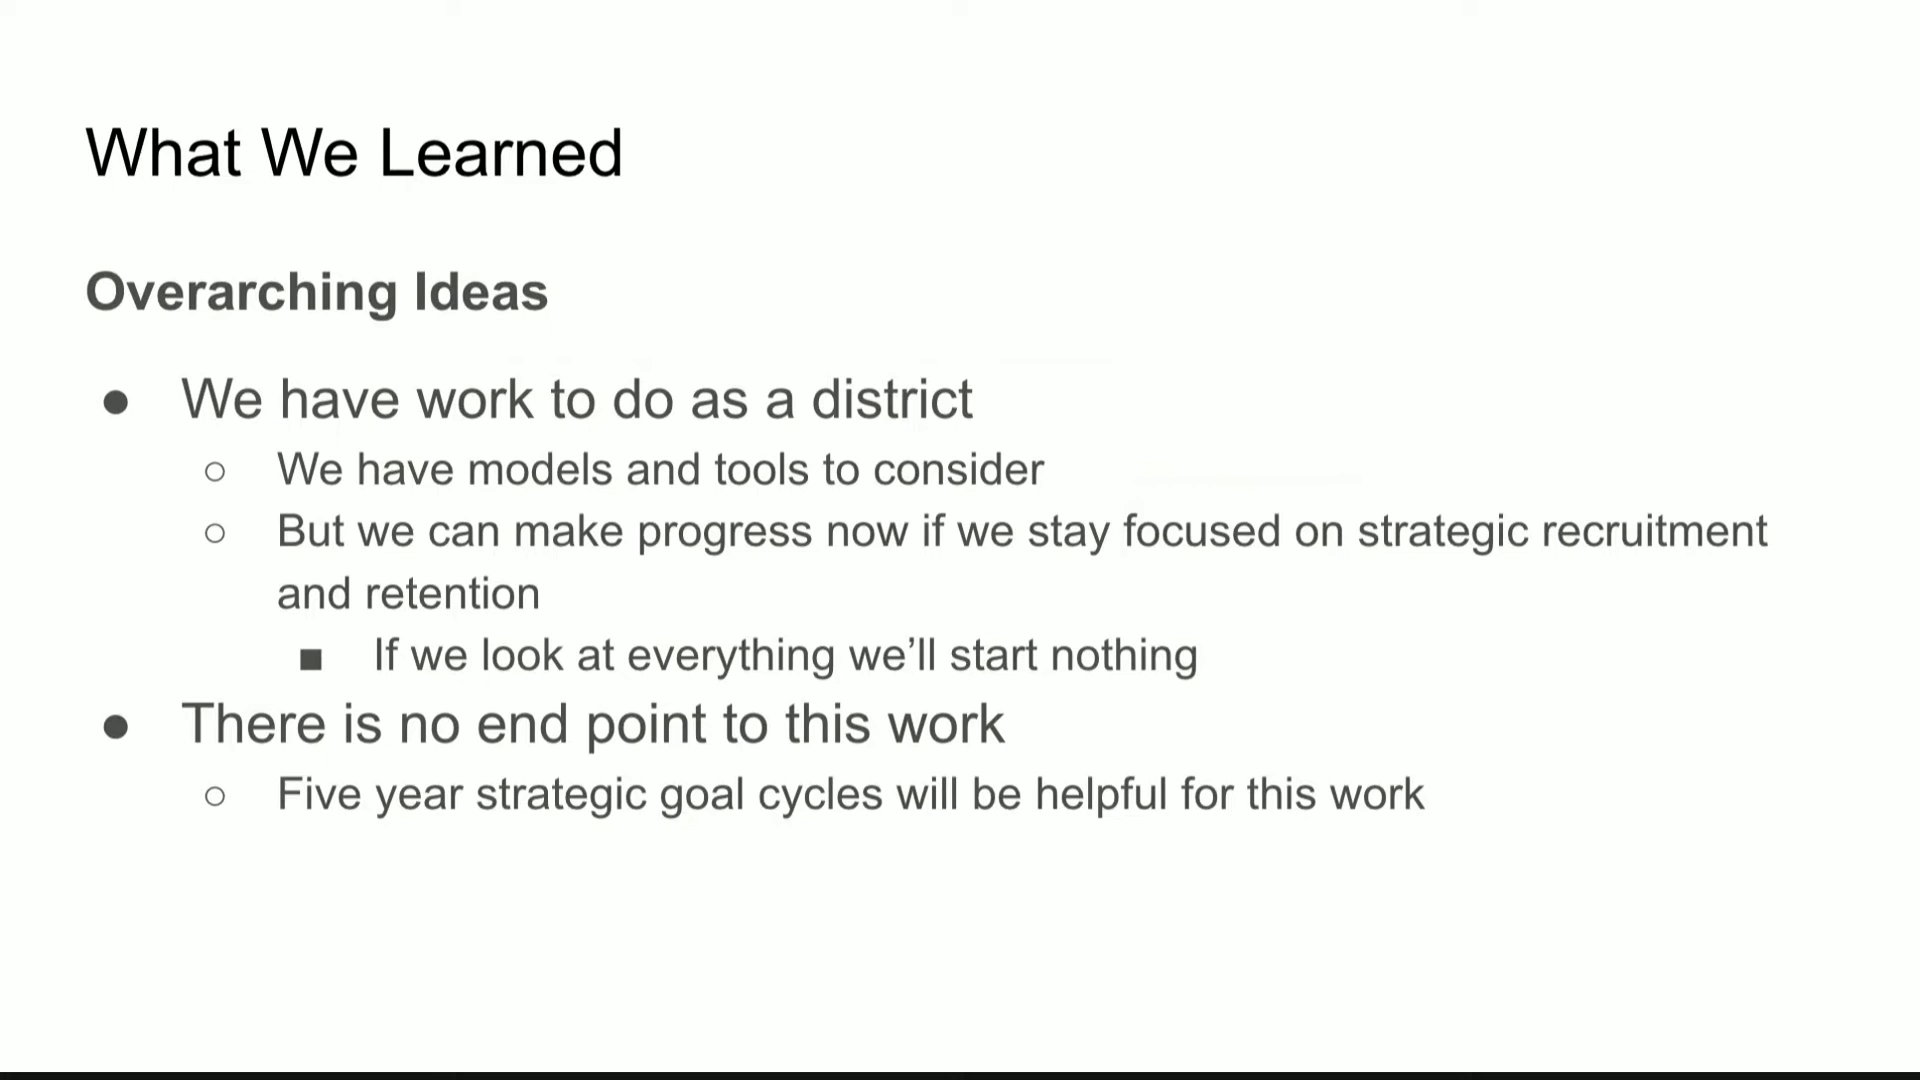 What We Learned
Overarching Ideas
● We have work to do as a district
○ We have models and tools to consider
○ But we can make progress now if we stay focused on strategic recruitment
and retention
■ If we look at everything we’ll start nothing
● There is no end point to this work
○ Five year strategic goal cycles will be helpful for this work